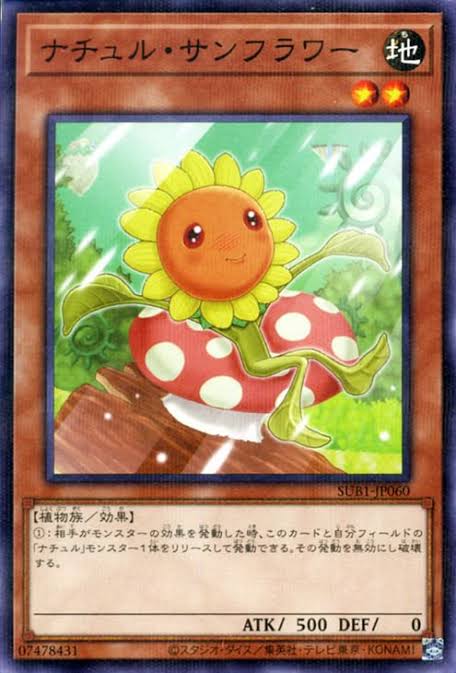 ナチュル・サンフラワー
地
SUB1-JP060
【植物族/効果】
①:相手がモンスターの効果を発動した時、このカードと自分フィールドの
「ナチュル」モンスター1体をリリースして発動できる。その発動を無効にし破壊
する。
ATK/ 500 DEF/ 0
07478431 ©スタジオ・ダイス/集英社・テレビ東京・KONAMI